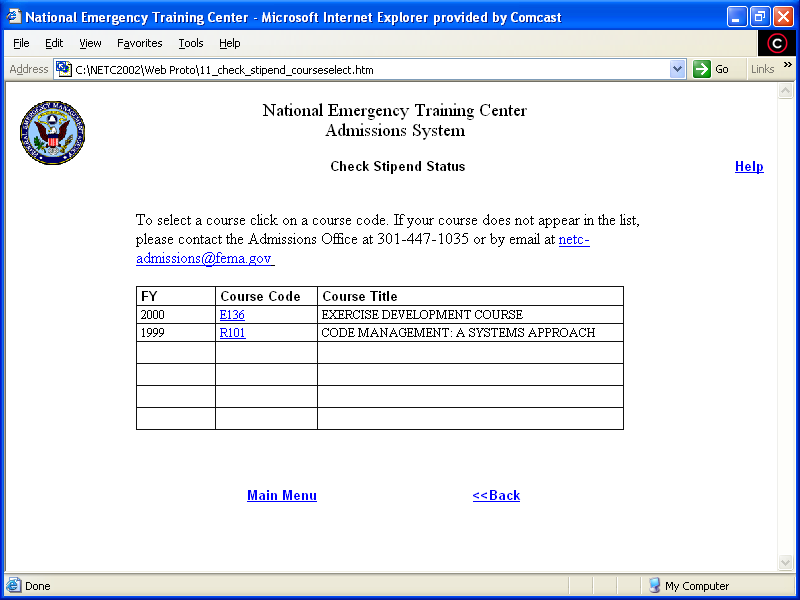 National Emergency Training Center - Microsoft Internet Explorer provided by Comcast
File Edit View Favorites Tools Help
Address C:\NETC2002\Web Proto\11_check_stipend_courseselect.htm Go Links »
National Emergency Training Center
Admissions System
Check Stipend Status
Help
To select a course click on a course code. If your course does not appear in the list,
please contact the Admissions Office at 301-447-1035 or by email at netc-
admissions@fema.gov
FY Course Code Course Title
2000 E136 EXERCISE DEVELOPMENT COURSE
1999 R101 CODE MANAGEMENT: A SYSTEMS APPROACH
Main Menu <<Back
Done My Computer